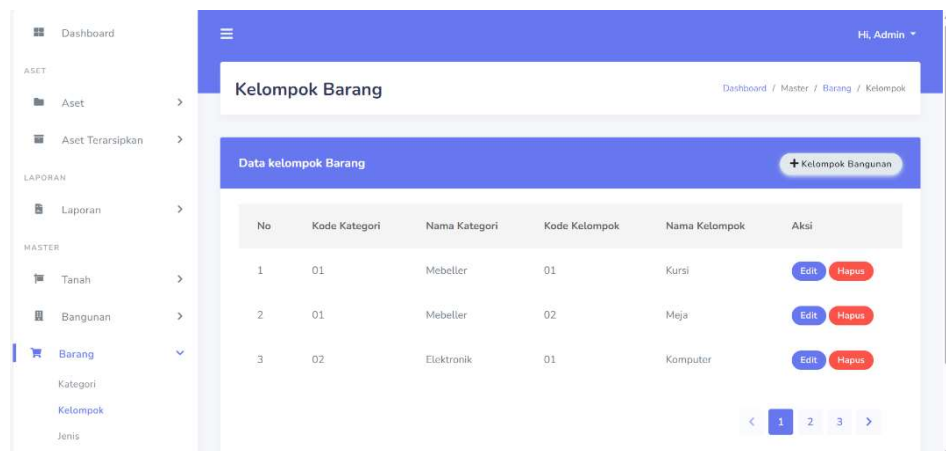 Dashboard
ASET
Aset
Aset Terarsipkan
LAPORAN
Laporan
MASTER
Tanah
Bangunan
Barang
Kategori
Kelompok
Jenis
Hi, Admin
Kelompok Barang
Dashboard / Master / Barang / Kelompok
Data kelompok Barang
+ Kelompok Bangunan
No Kode Kategori Nama Kategori Kode Kelompok Nama Kelompok Aksi
1 01 Mebeller 01 Kursi Edit Hapus
2 01 Mebeller 02 Meja Edit Hapus
3 02 Elektronik 01 Komputer Edit Hapus
< 1 2 3 >